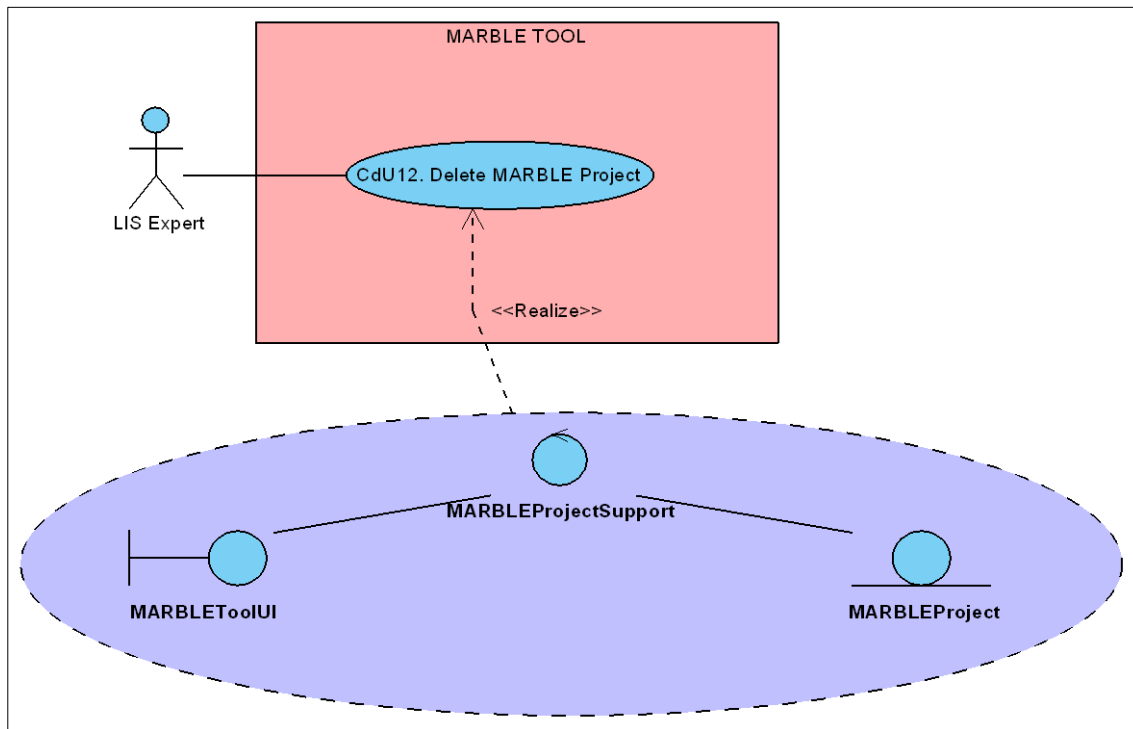 MARBLE TOOL
CdU12. Delete MARBLE Project
LIS Expert
<<Realize>>
MARBLEProjectSupport
MARBLEToolUI
MARBLEProject